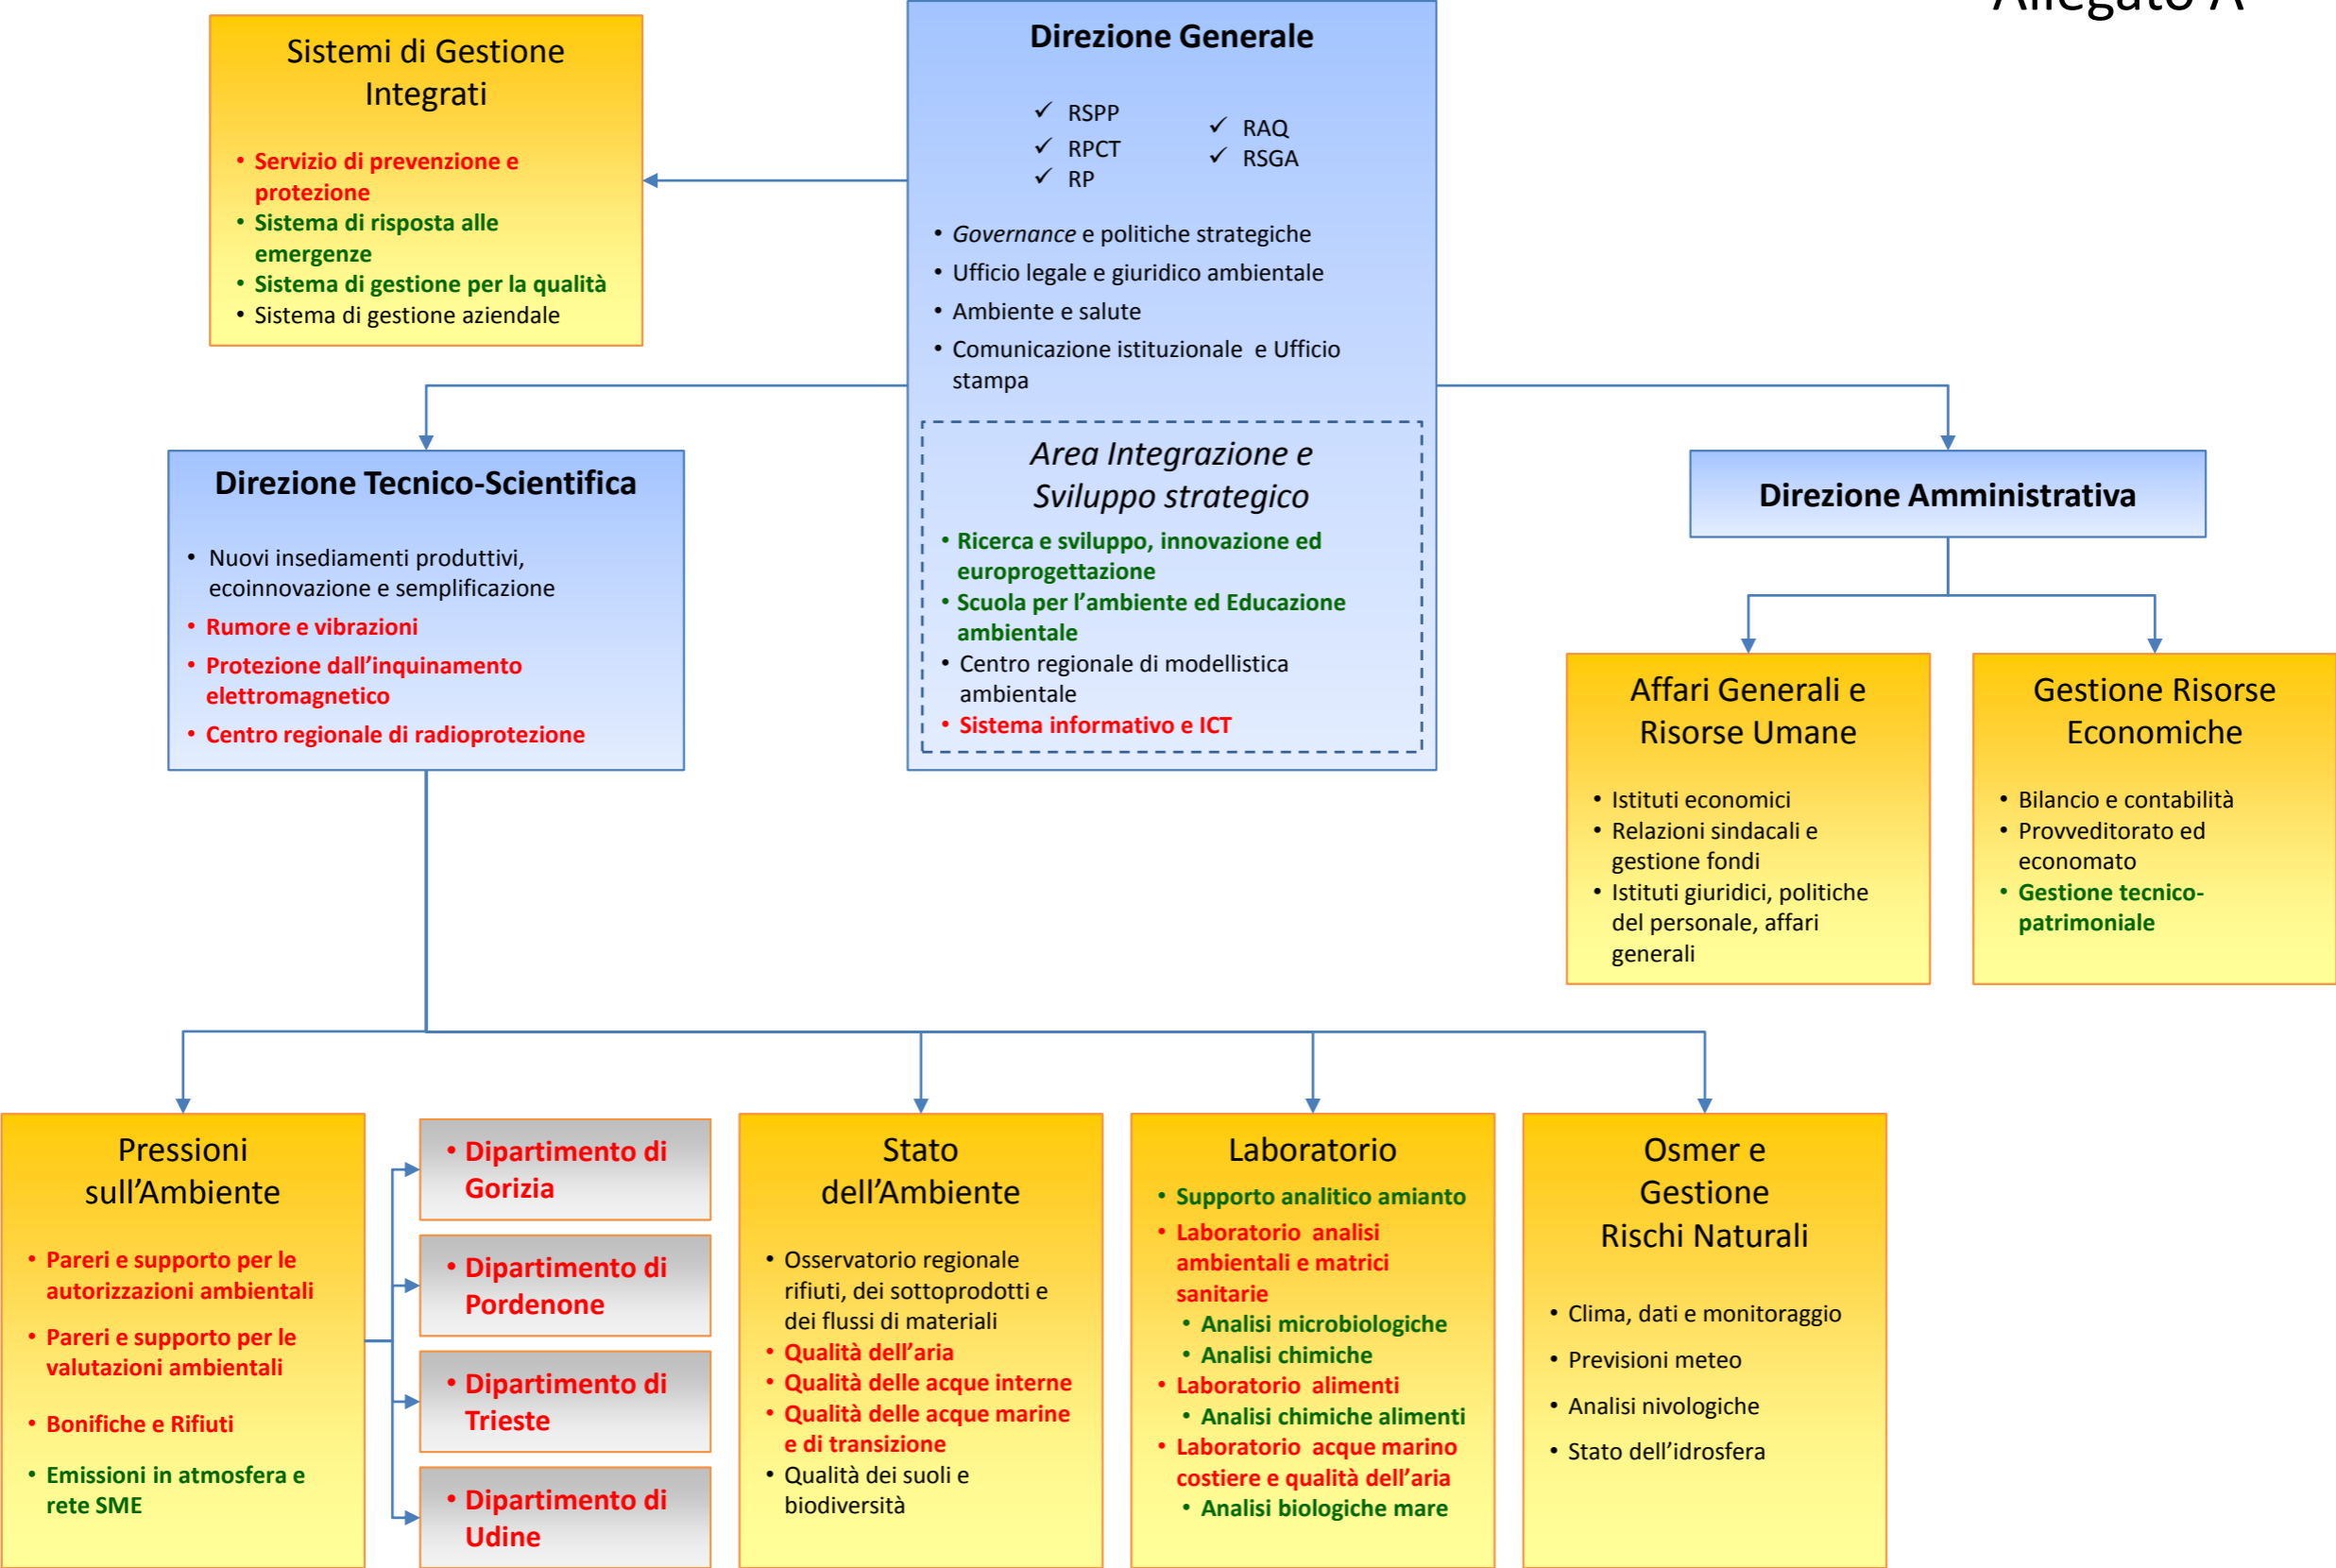 Allegato A
Sistemi di Gestione
Integrati
• Servizio di prevenzione e
protezione
• Sistema di risposta alle
emergenze
• Sistema di gestione per la qualità
• Sistema di gestione aziendale
Direzione Generale
✓ RSPP
✓ RPCT
✓ RP
✓ RAQ
✓ RSGA
• Governance e politiche strategiche
• Ufficio legale e giuridico ambientale
• Ambiente e salute
• Comunicazione istituzionale e Ufficio
stampa
Area Integrazione e
Sviluppo strategico
• Ricerca e sviluppo, innovazione ed
europrogettazione
• Scuola per l’ambiente ed Educazione
ambientale
• Centro regionale di modellistica
ambientale
• Sistema informativo e ICT
Direzione Tecnico-Scientifica
• Nuovi insediamenti produttivi,
ecoinnovazione e semplificazione
• Rumore e vibrazioni
• Protezione dall’inquinamento
elettromagnetico
• Centro regionale di radioprotezione
Direzione Amministrativa
Affari Generali e
Risorse Umane
• Istituti economici
• Relazioni sindacali e
gestione fondi
• Istituti giuridici, politiche
del personale, affari
generali
Gestione Risorse
Economiche
• Bilancio e contabilità
• Provveditorato ed
economato
• Gestione tecnico-
patrimoniale
Pressioni
sull’Ambiente
• Pareri e supporto per le
autorizzazioni ambientali
• Pareri e supporto per le
valutazioni ambientali
• Bonifiche e Rifiuti
• Emissioni in atmosfera e
rete SME
• Dipartimento di
Gorizia
• Dipartimento di
Pordenone
• Dipartimento di
Trieste
• Dipartimento di
Udine
Stato
dell’Ambiente
• Osservatorio regionale
rifiuti, dei sottoprodotti e
dei flussi di materiali
• Qualità dell’aria
• Qualità delle acque interne
• Qualità delle acque marine
e di transizione
• Qualità dei suoli e
biodiversità
Laboratorio
• Supporto analitico amianto
• Laboratorio analisi
ambientali e matrici
sanitarie
• Analisi microbiologiche
• Analisi chimiche
• Laboratorio alimenti
• Analisi chimiche alimenti
• Laboratorio acque marino
costiere e qualità dell’aria
• Analisi biologiche mare
Osmer e
Gestione
Rischi Naturali
• Clima, dati e monitoraggio
• Previsioni meteo
• Analisi nivologiche
• Stato dell’idrosfera